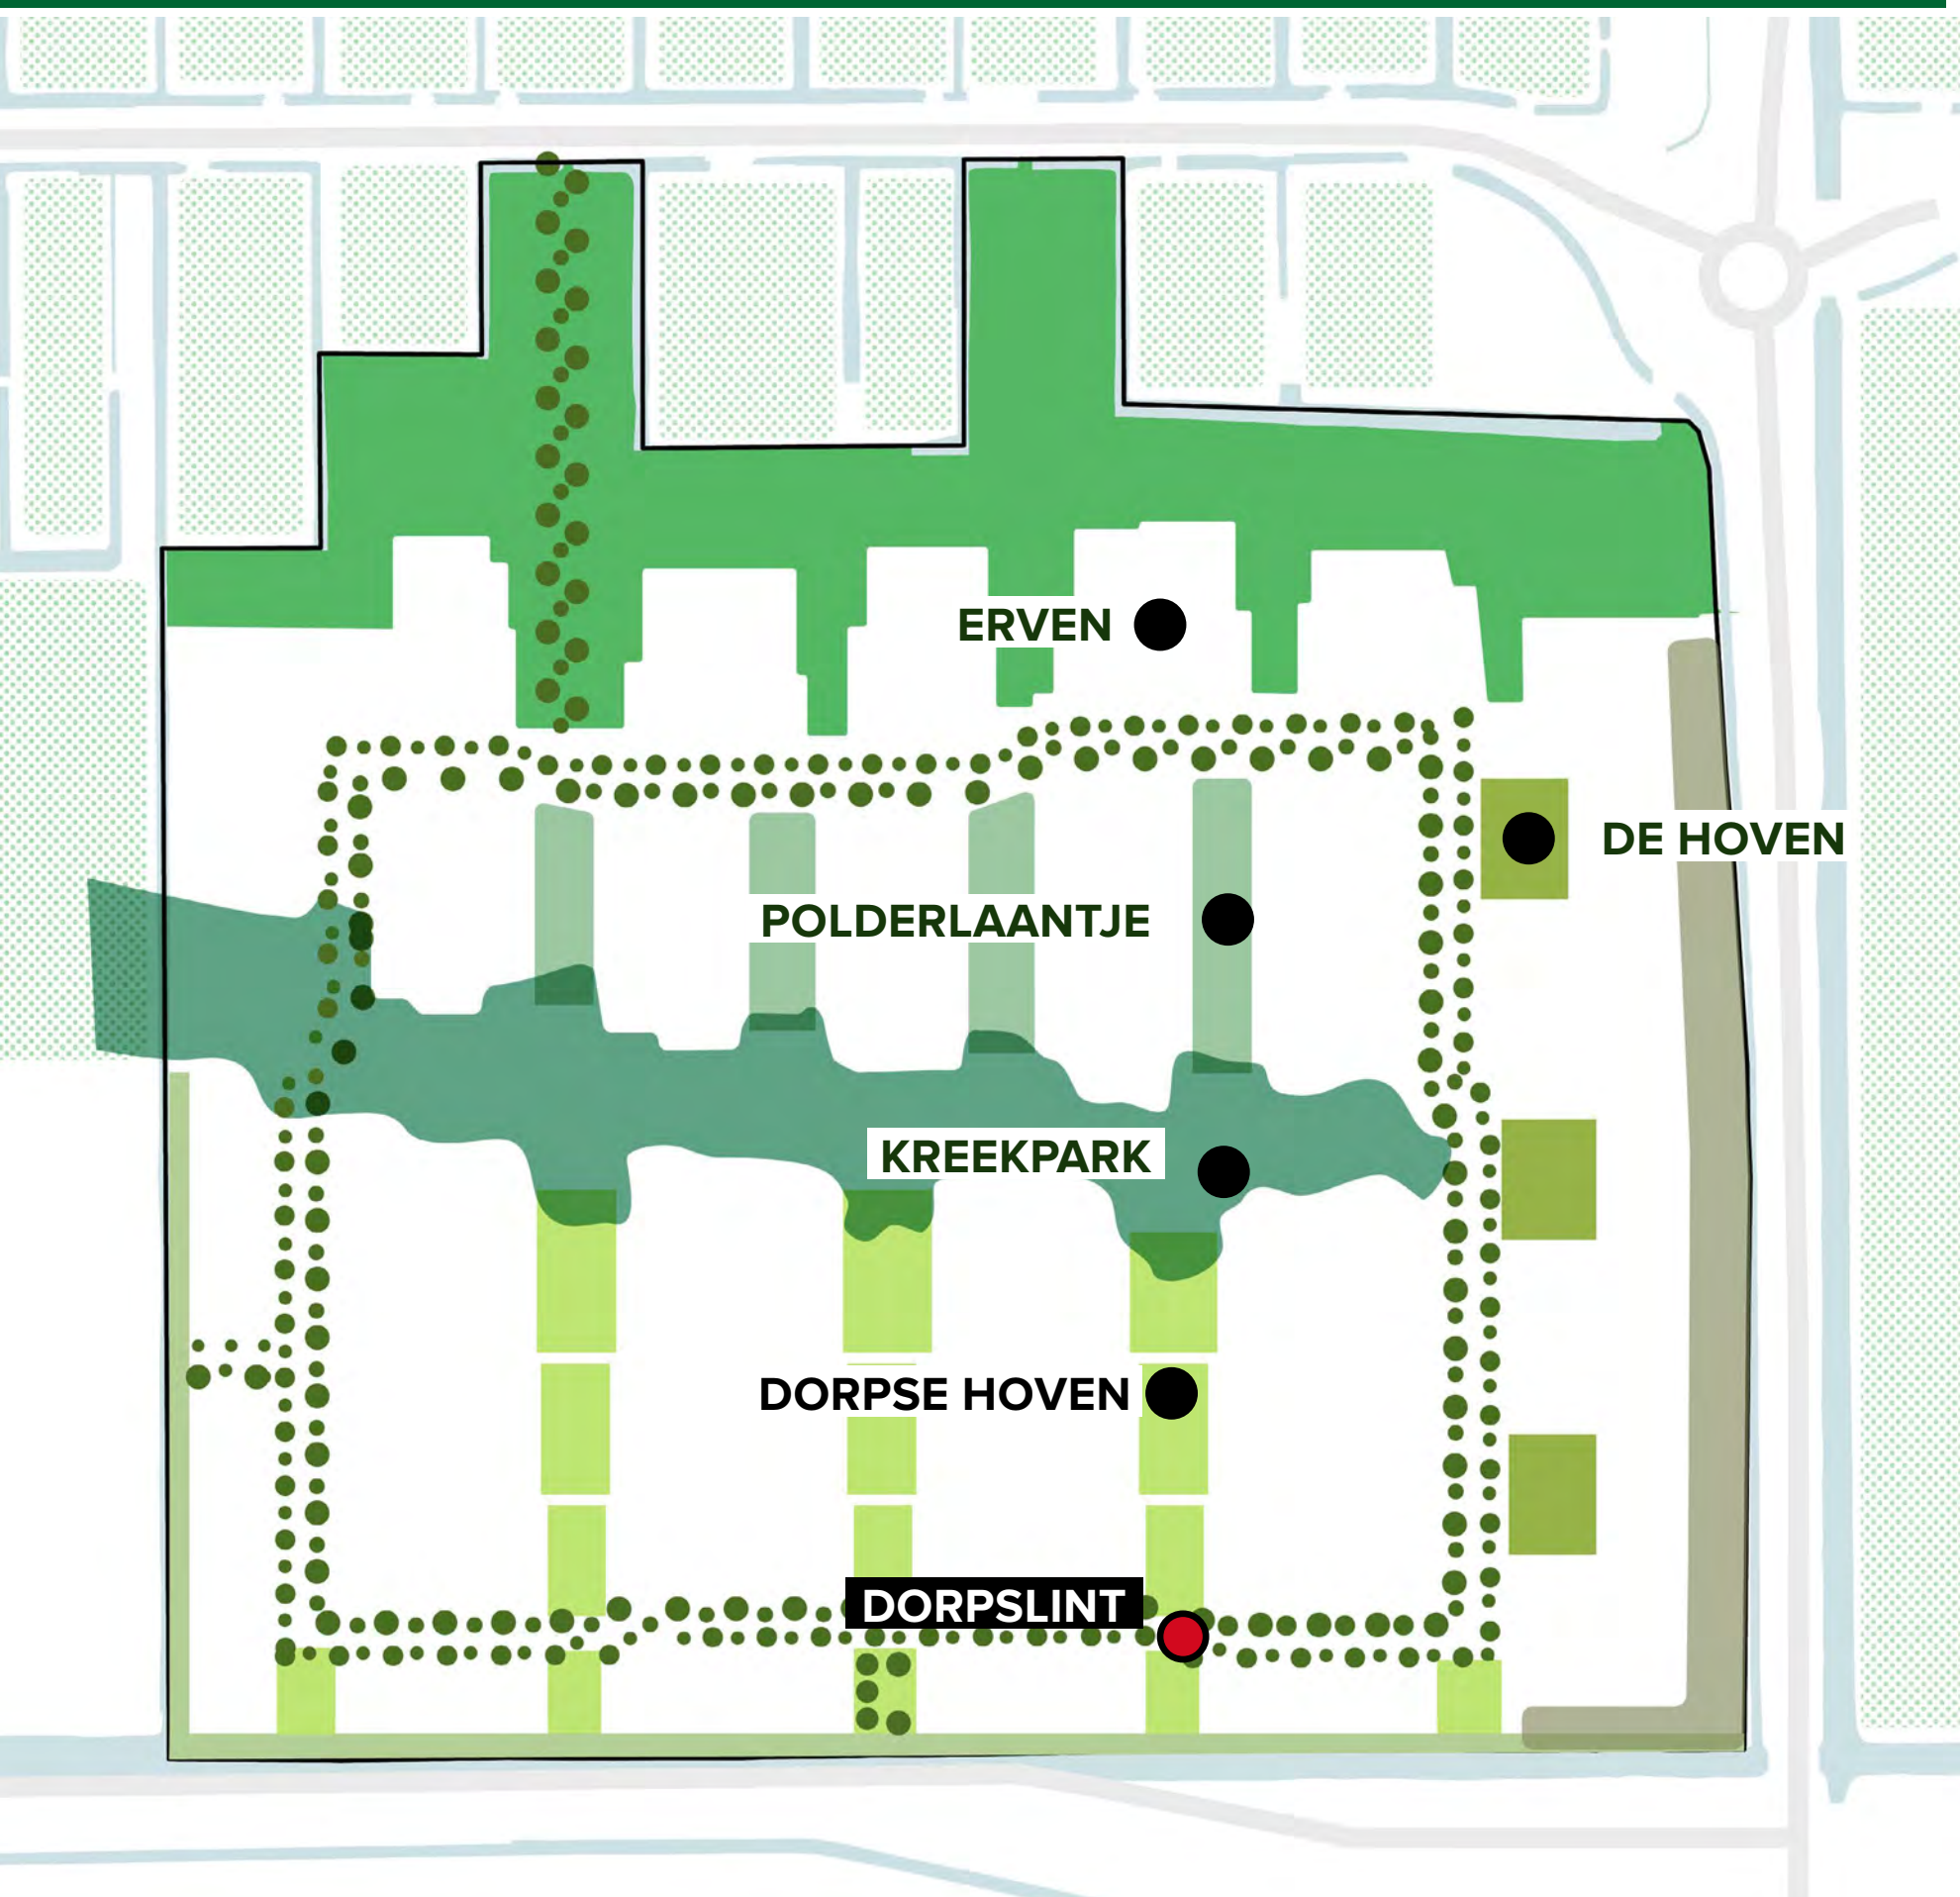 ERVEN
DE HOVEN
POLDERLAANTJE
KREEKPARK
DORPSE HOVEN
DORPSLINT